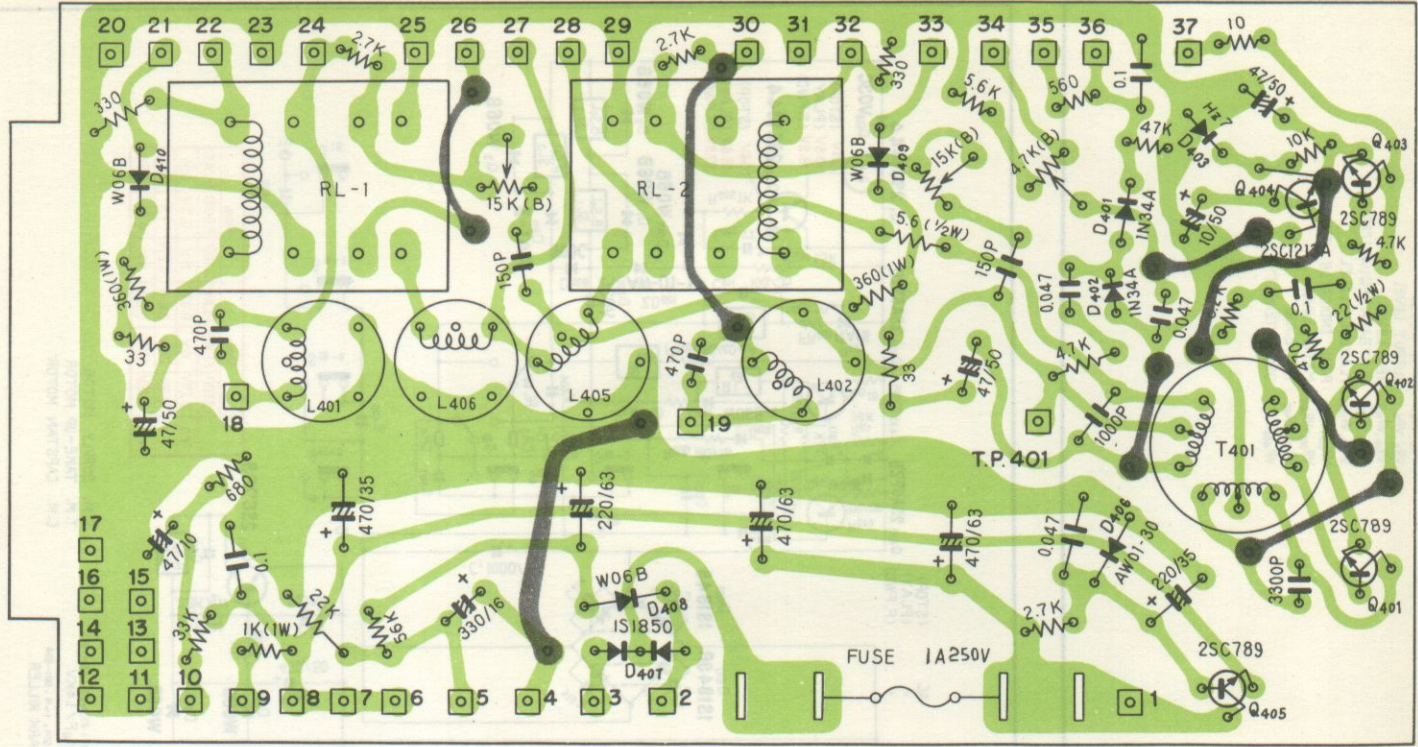 20 21 22 23 24 25 26 27 28 29 30 31 32 33 34 35 36 37
2.7K
2.7K
10
330
330
5.6K
560
0.1
47/50
HZ7
D403
47K
10K
Q403
W06B
D410
RL-1
15K(B)
RL-2
W06B
D409
15K(B)
4.7K(B)
D401
1N34A
Q404
10/50
2SC789
2SC1213A
4.7K
5.6(½W)
150P
150P
360(1W)
360(1W)
0.047
D402
1N34A
0.047
0.1
22(½W)
33
470P
470P
33
47/50
4.7K
470
2SC789
Q402
L401
L406
L405
L402
47/50
18
19
1000P
T.P.401
T401
680
470/35
220/63
470/63
470/63
0.047
D406
AW01-30
220/35
3300P
2SC789
Q401
17
47/10
0.1
16 15
W06B
D408
14 13
33K
1K(1W)
22K
56K
330/16
1S1850
D407
2.7K
FUSE 1A250V
2SC789
Q405
12 11 10 9 8 7 6 5 4 3 2 1